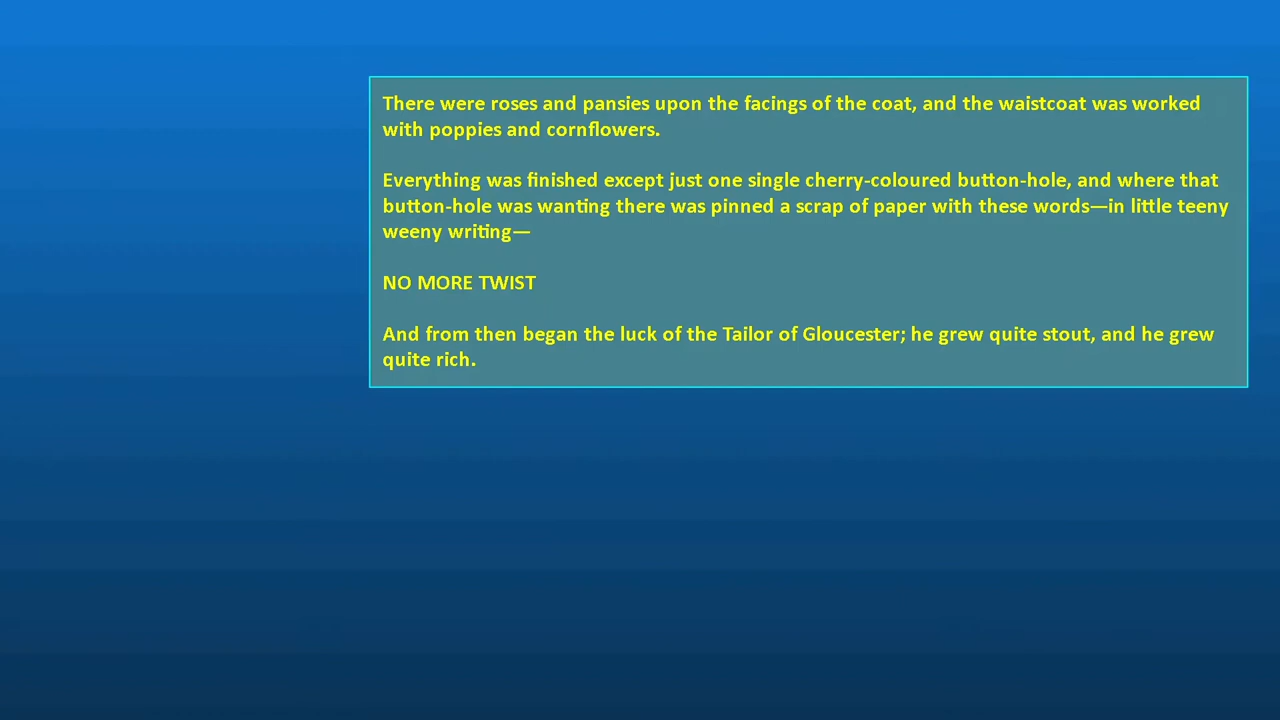 There were roses and pansies upon the facings of the coat, and the waistcoat was worked
with poppies and cornflowers.
Everything was finished except just one single cherry-coloured button-hole, and where that
button-hole was wanting there was pinned a scrap of paper with these words—in little teeny
weeny writing—
NO MORE TWIST
And from then began the luck of the Tailor of Gloucester; he grew quite stout, and he grew
quite rich.